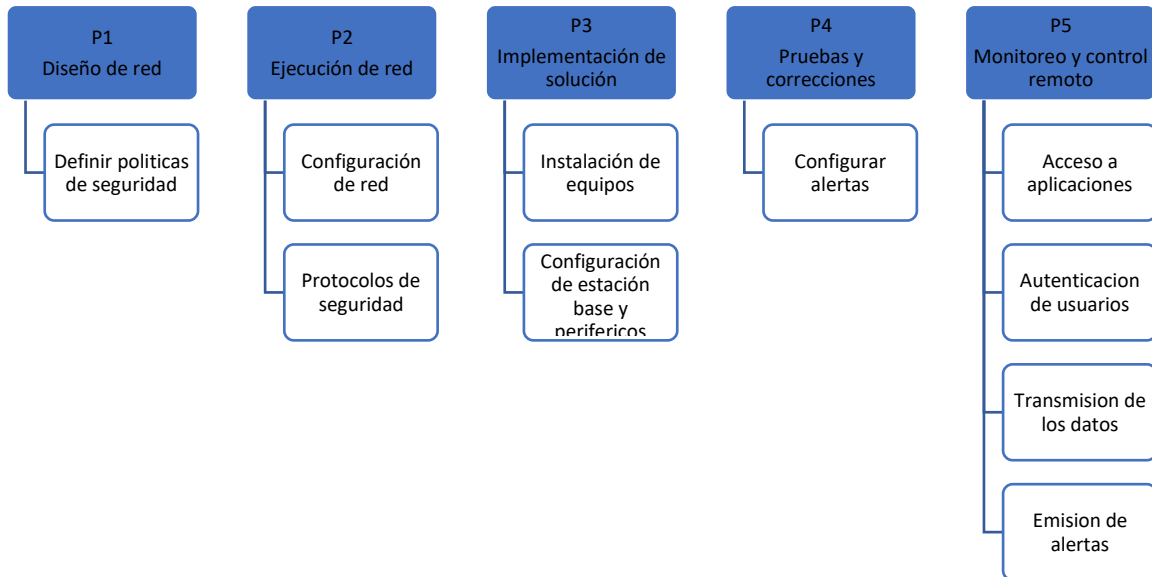 P1
Diseño de red
Definir politicas
de seguridad
P2
Ejecución de red
Configuración
de red
Protocolos de
seguridad
P3
Implementación de
solución
Instalación de
equipos
Configuración
de estación
base y
perifericos
P4
Pruebas y
correcciones
Configurar
alertas
P5
Monitoreo y control
remoto
Acceso a
aplicaciones
Autenticacion
de usuarios
Transmision de
los datos
Emision de
alertas